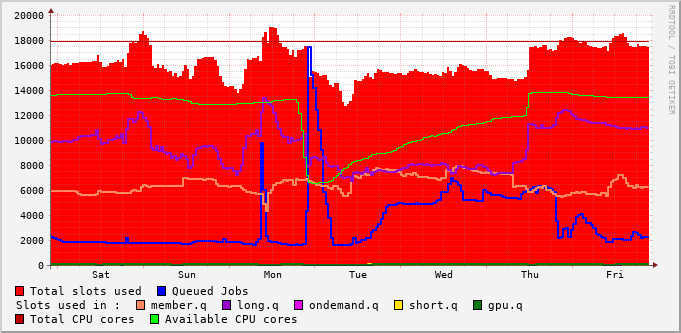 20000
18000
16000
14000
12000
10000
8000
6000
4000
2000
0
Sat Sun Mon Tue Wed Thu Fri
RRDTOOL / TOBI OETIKER
Total slots used Queued Jobs
Slots used in : member.q long.q ondemand.q short.q gpu.q
Total CPU cores Available CPU cores